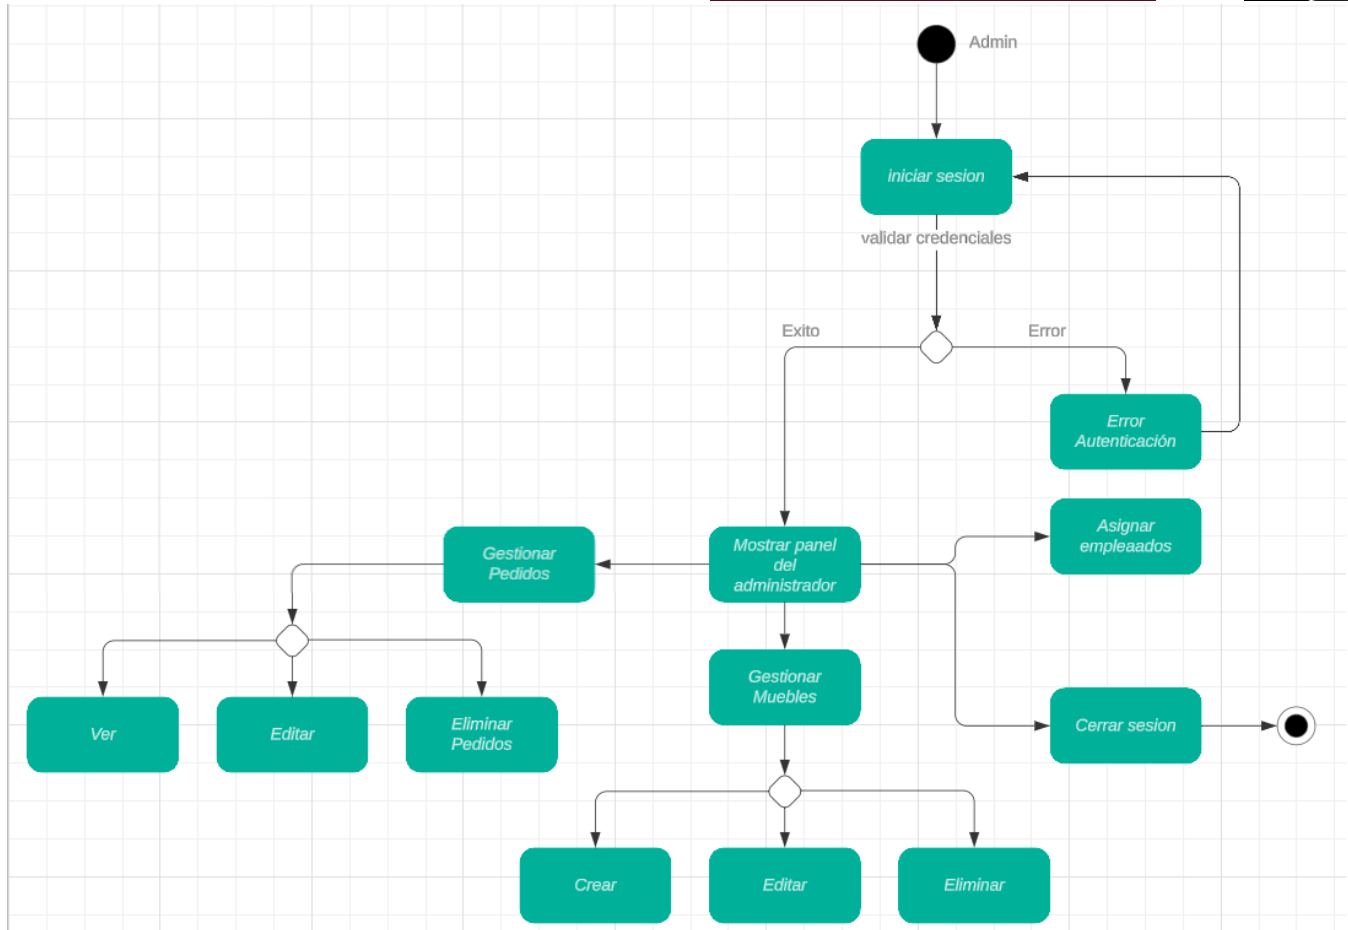 Admin
iniciar sesion
validar credenciales
Exito
Error
Error
Autenticación
Asignar
empleaados
Gestionar
Pedidos
Mostrar panel
del
administrador
Gestionar
Muebles
Ver
Editar
Eliminar
Pedidos
Cerrar sesion
Crear
Editar
Eliminar